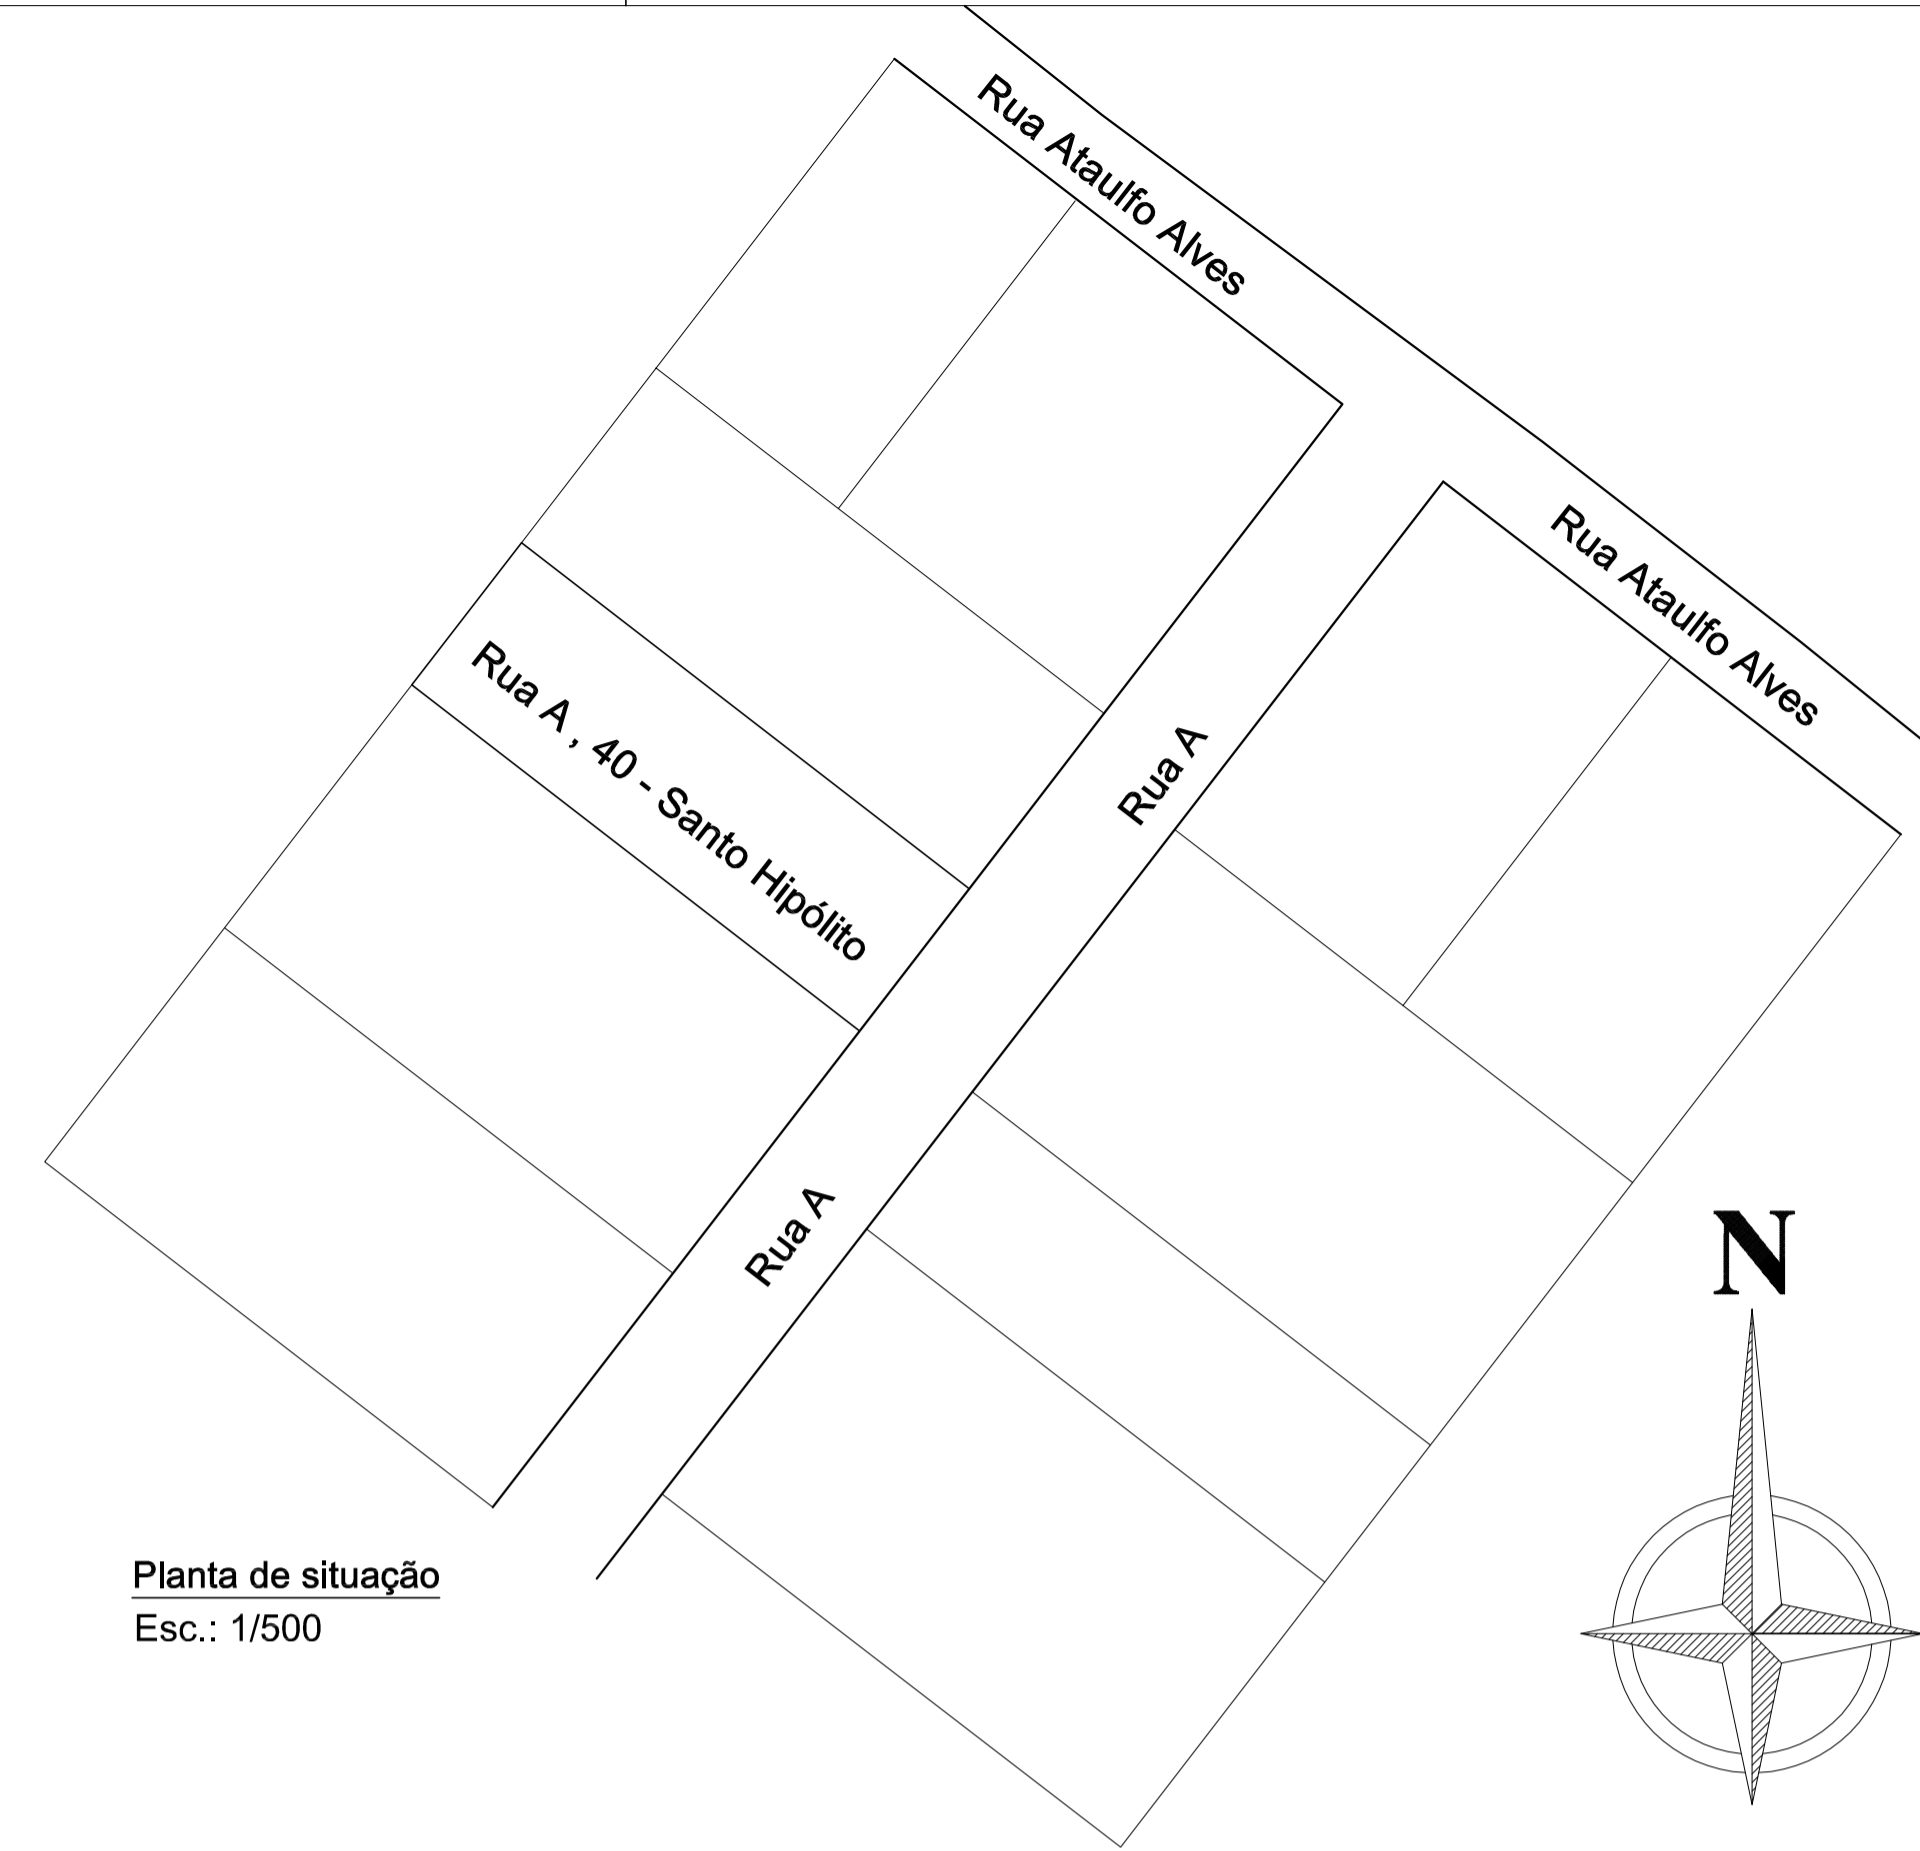 Rua Ataulfo Alves
Rua Ataulfo Alves
Rua A , 40 - Santo Hipólito
Rua A
Rua A
N
Planta de situação
Esc.: 1/500